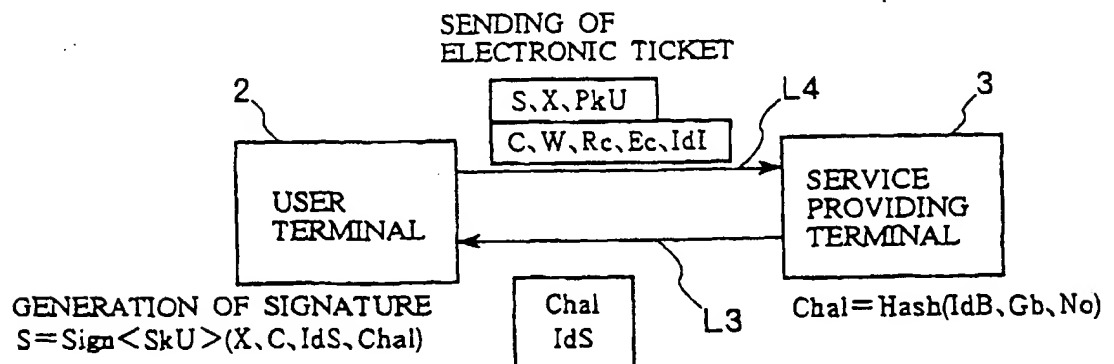 SENDING OF
ELECTRONIC TICKET
2
S、X、PkU
L4
3
C、W、Rc、Ec、IdI
USER
TERMINAL
SERVICE
PROVIDING
TERMINAL
GENERATION OF SIGNATURE
S=Sign<SkU>(X、C、IdS、Chal)
Chal
IdS
L3
Chal=Hash(IdB、Gb、No)